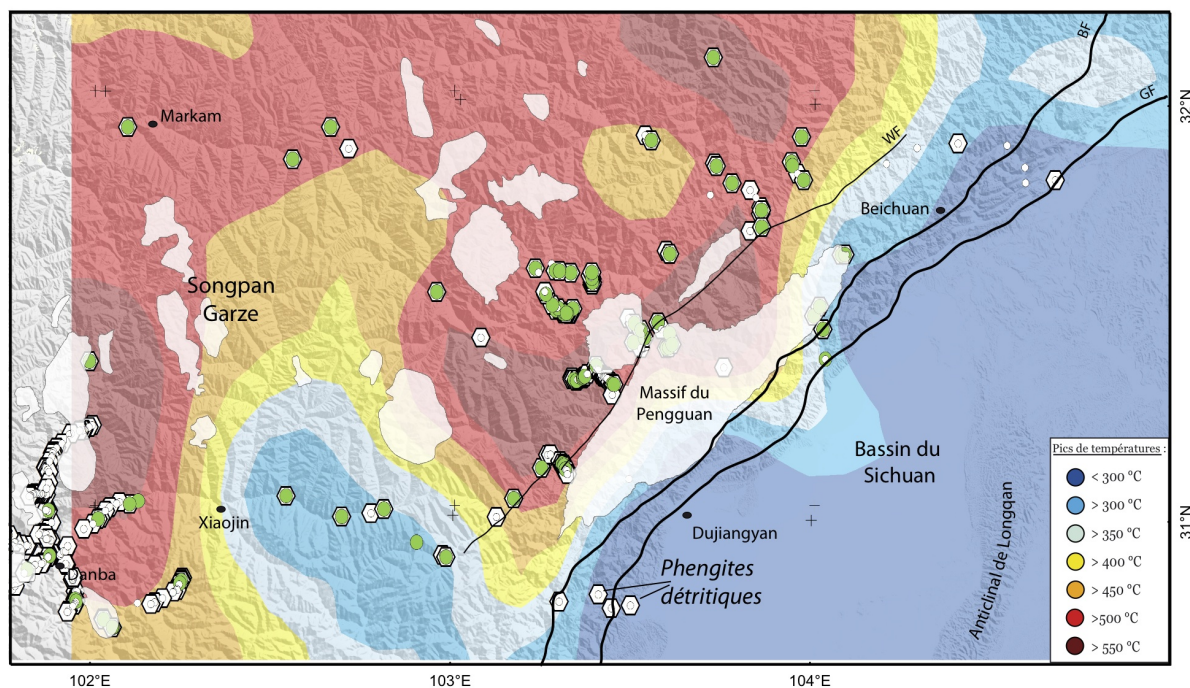 BF
GF
32°N
Markam
WF
Beichuan
Songpan
Garze
Massif du
Pengguan
Bassin du
Sichuan
Pics de températures :
< 300 °C
> 300 °C
> 350 °C
> 400 °C
> 450 °C
>500 °C
> 550 °C
Anticlinal de Longqan
Xiaojin
Dujiangyan
31°N
Danba
Phengites
détritiques
102°E
103°E
104°E